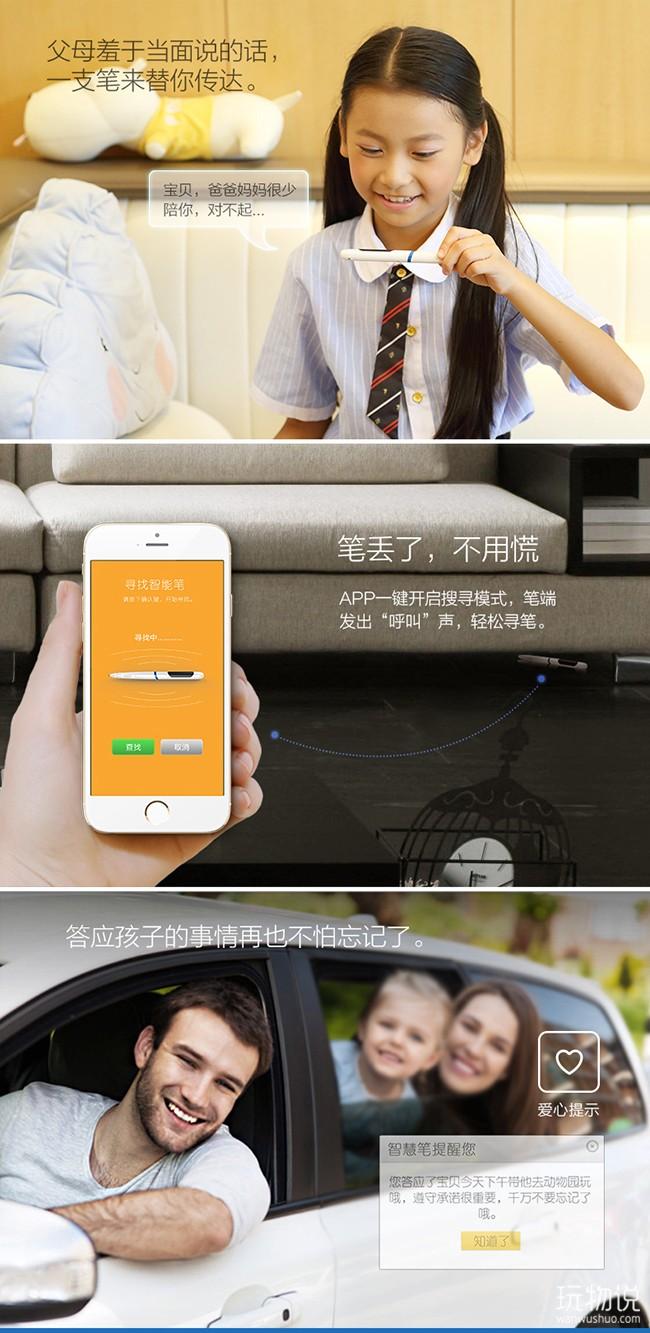 父母羞于当面说的话，
一支笔来替你传达。
宝贝，爸爸妈妈很少
陪你，对不起...
笔丢了，不用慌
APP一键开启搜寻模式，笔端
发出“呼叫”声，轻松寻笔。
寻找智能笔
寻找中............
查找
取消
答应孩子的事情再也不怕忘记了。
爱心提示
智慧笔提醒您
您答应了宝贝今天下午带他去动物园玩
哦，遵守承诺很重要，千万不要忘记了
哦。
知道了
玩物说
wanwushuo.com